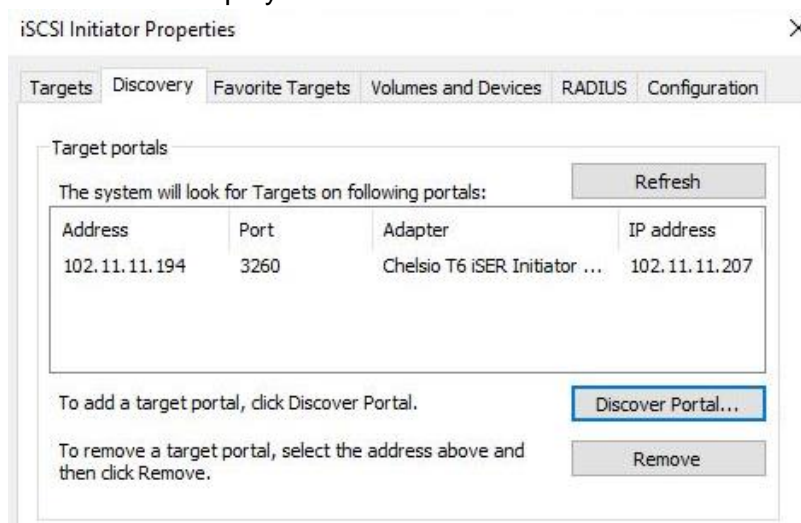 iSCSI Initiator Properties
Targets Discovery Favorite Targets Volumes and Devices RADIUS Configuration
Target portals
The system will look for Targets on following portals:
Refresh
Address Port Adapter IP address
102.11.11.194 3260 Chelsio T6 iSER Initiator ... 102.11.11.207
To add a target portal, click Discover Portal.
Discover Portal...
To remove a target portal, select the address above and
then click Remove.
Remove